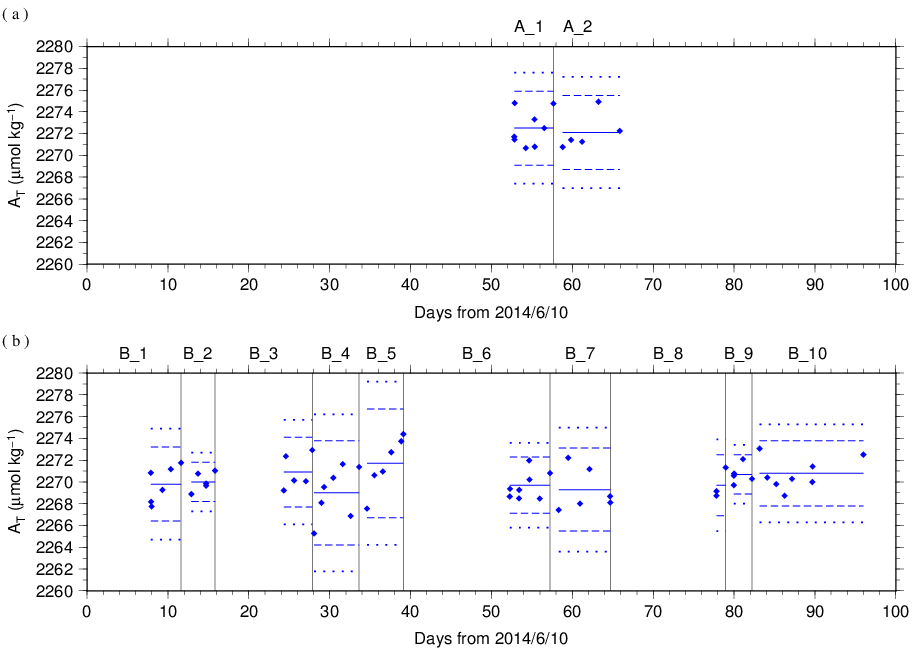 ( a )
A_1 A_2
2280
2278
2276
2274
2272
2270
2268
2266
2264
2262
2260
A_T (μmol kg⁻¹)
0 10 20 30 40 50 60 70 80 90 100
Days from 2014/6/10
( b )
B_1 B_2 B_3 B_4 B_5 B_6 B_7 B_8 B_9 B_10
2280
2278
2276
2274
2272
2270
2268
2266
2264
2262
2260
A_T (μmol kg⁻¹)
0 10 20 30 40 50 60 70 80 90 100
Days from 2014/6/10